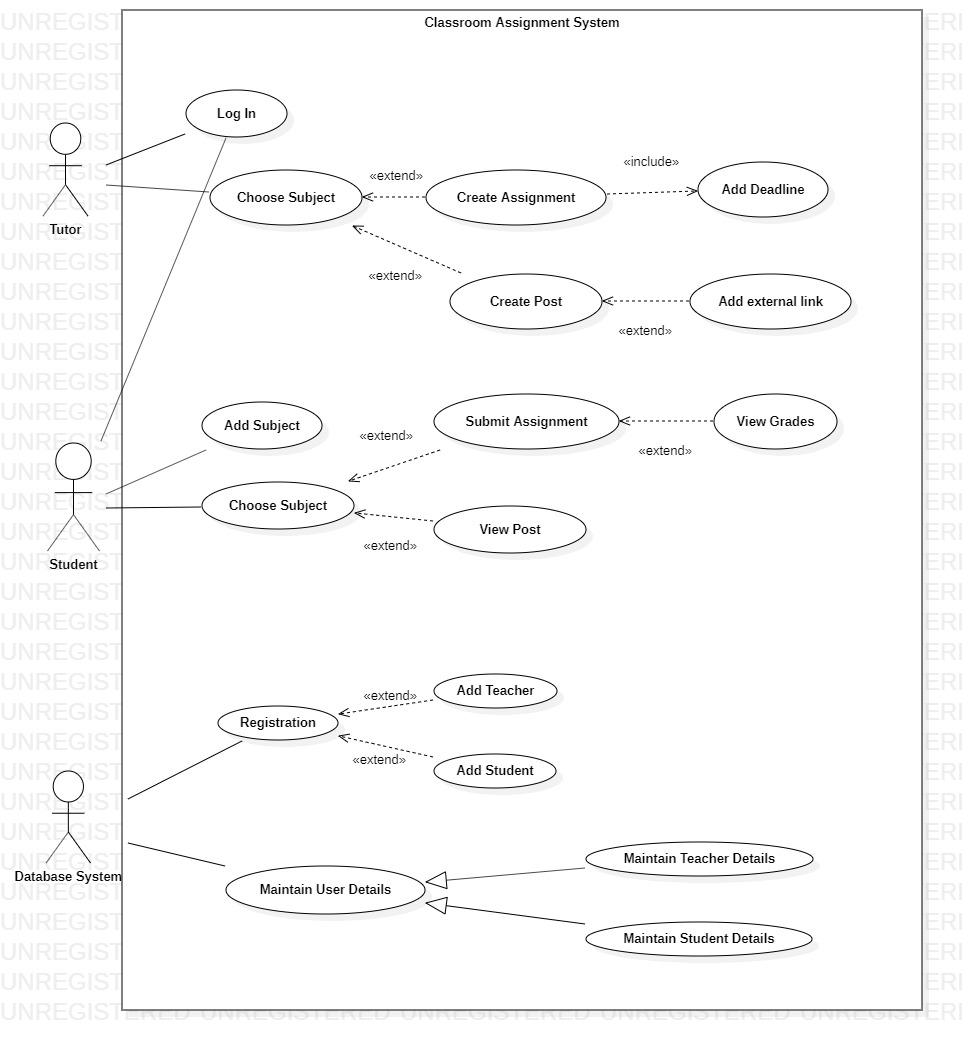 Classroom Assignment System
Log In
«extend»
«include»
Choose Subject
Create Assignment
Add Deadline
Tutor
«extend»
Create Post
Add external link
«extend»
Add Subject
Submit Assignment
View Grades
«extend»
«extend»
Choose Subject
View Post
«extend»
Student
Add Teacher
«extend»
Registration
«extend»
Add Student
Maintain Teacher Details
Database System
Maintain User Details
Maintain Student Details
UNREGISTERED UNREGISTERED UNREGISTERED UNREGISTERED UNREGISTERI